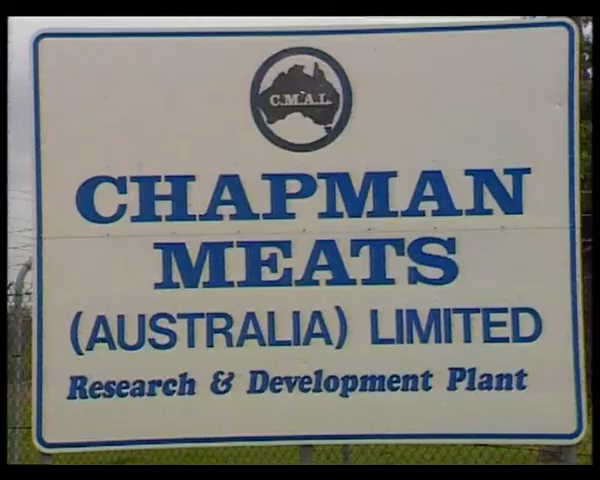 C.M.A.L.
CHAPMAN
MEATS
(AUSTRALIA) LIMITED
Research & Development Plant